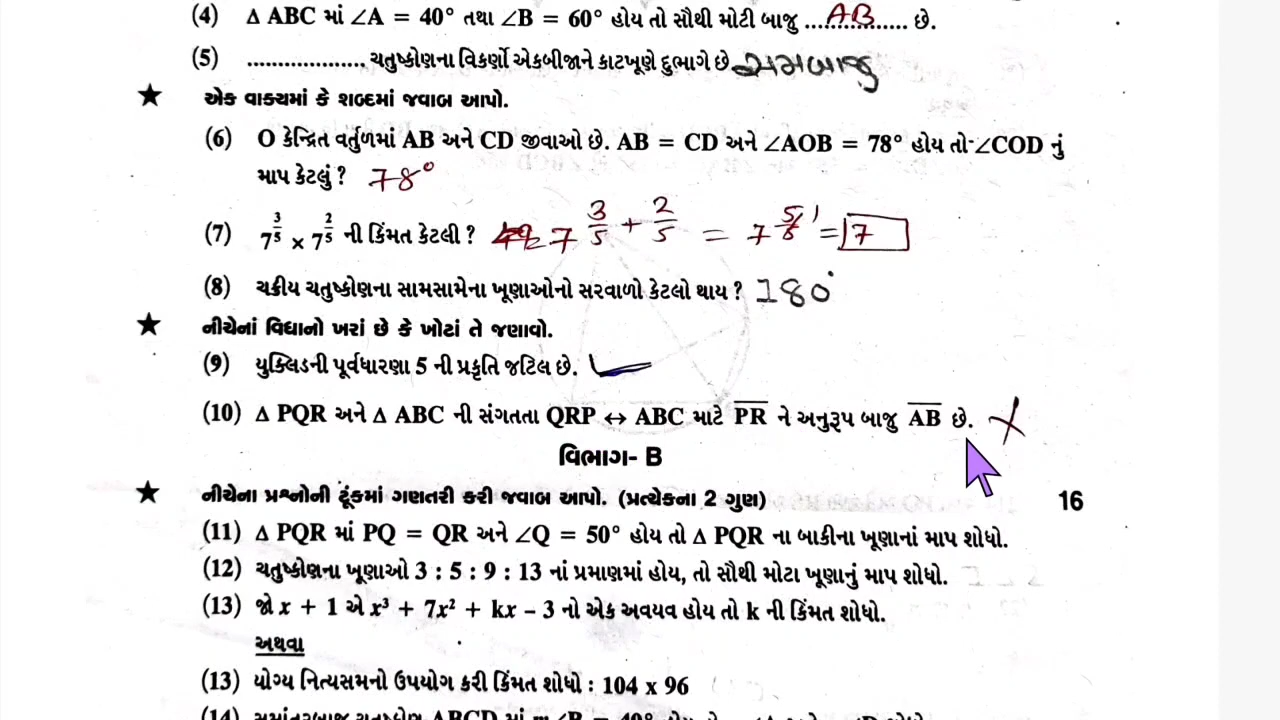 (4) Δ ABC માં ∠A = 40° તથા ∠B = 60° હોય તો સૌથી મોટી બાજુ .....AB............ છે.
(5) ................... ચતુષ્કોણના વિકર્ણો એકબીજાને કાટખૂણે દુભાગે છે. સમબાજુ
★ એક વાક્યમાં કે શબ્દમાં જવાબ આપો.
(6) O કેન્દ્રિત વર્તુળમાં AB અને CD જીવાઓ છે. AB = CD અને ∠AOB = 78° હોય તો ∠COD નું
માપ કેટલું ? 78°
(7) 7^(3/5) × 7^(2/5) ની કિંમત કેટલી ? 7^(3/5 + 2/5) = 7^(5/5) ¹ = 7
(8) ચક્રીય ચતુષ્કોણના સામસામેના ખૂણાઓનો સરવાળો કેટલો થાય ? 180°
★ નીચેનાં વિધાનો ખરાં છે કે ખોટાં તે જણાવો.
(9) યુક્લિડની પૂર્વધારણા 5 ની પ્રકૃતિ જટિલ છે. ✓
(10) Δ PQR અને Δ ABC ની સંગતતા QRP ↔ ABC માટે P̅R̅ ને અનુરૂપ બાજુ A̅B̅ છે. ✗
વિભાગ- B
★ નીચેના પ્રશ્નોની ટૂંકમાં ગણતરી કરી જવાબ આપો. (પ્રત્યેકના 2 ગુણ) 16
(11) Δ PQR માં PQ = QR અને ∠Q = 50° હોય તો Δ PQR ના બાકીના ખૂણાનાં માપ શોધો.
(12) ચતુષ્કોણના ખૂણાઓ 3 : 5 : 9 : 13 નાં પ્રમાણમાં હોય, તો સૌથી મોટા ખૂણાનું માપ શોધો.
(13) જો x + 1 એ x³ + 7x² + kx – 3 નો એક અવયવ હોય તો k ની કિંમત શોધો.
અથવા
(13) યોગ્ય નિત્યસમનો ઉપયોગ કરી કિંમત શોધો : 104 x 96
(14) સમાંતરબાજુ ચતુષ્કોણ ABCD માં